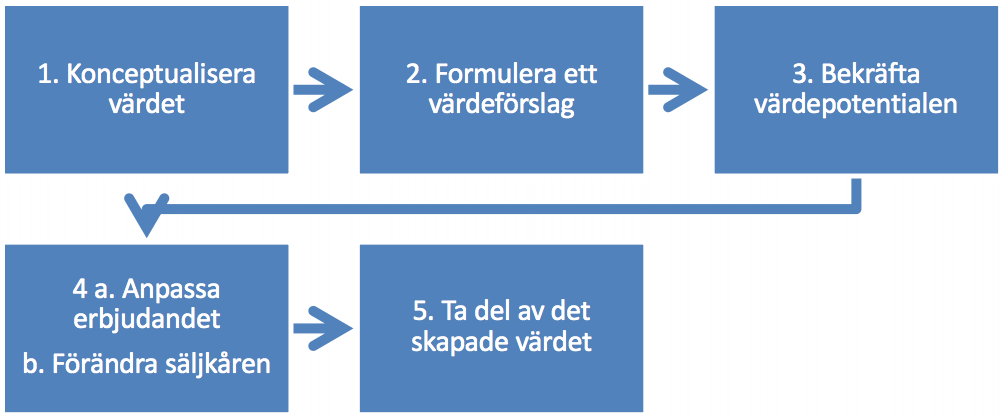 1. Konceptualisera
värdet
2. Formulera ett
värdeförslag
3. Bekräfta
värdepotentialen
4 a. Anpassa
erbjudandet
b. Förändra säljkåren
5. Ta del av det
skapade värdet